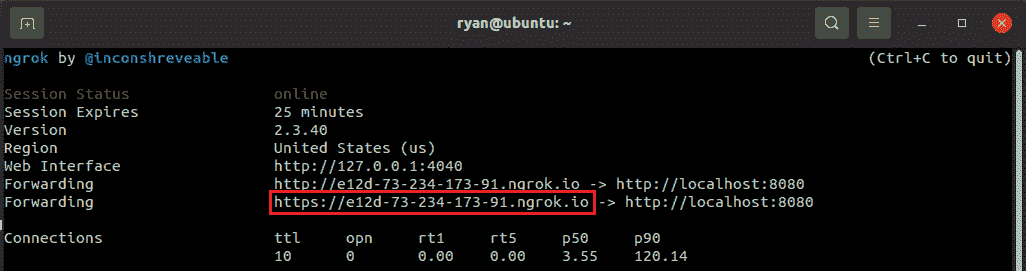 ryan@ubuntu: ~
ngrok by @inconshreveable (Ctrl+C to quit)
Session Status online
Session Expires 25 minutes
Version 2.3.40
Region United States (us)
Web Interface http://127.0.0.1:4040
Forwarding http://e12d-73-234-173-91.ngrok.io -> http://localhost:8080
Forwarding https://e12d-73-234-173-91.ngrok.io -> http://localhost:8080
Connections ttl opn rt1 rt5 p50 p90
10 0 0.00 0.00 3.55 120.14